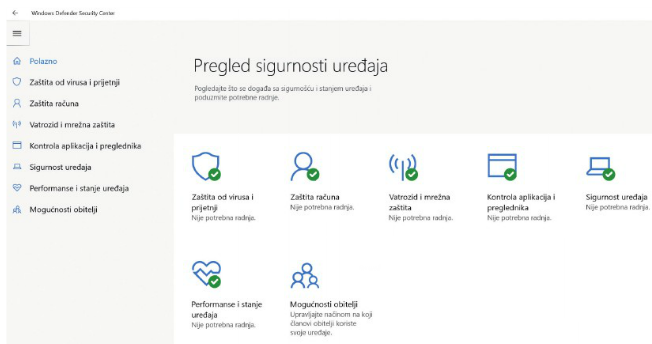 Windows Defender Security Center
Polazno
Zaštita od virusa i prijetnji
Zaštita računa
Vatrozid i mrežna zaštita
Kontrola aplikacija i preglednika
Sigurnost uređaja
Performanse i stanje uređaja
Mogućnosti obitelji
Pregled sigurnosti uređaja
Pogledajte što se događa sa sigurnošću i stanjem uređaja i
poduzmite potrebne radnje.
Zaštita od virusa i
prijetnji
Nije potrebna radnja.
Zaštita računa
Nije potrebna radnja.
Vatrozid i mrežna
zaštita
Nije potrebna radnja.
Kontrola aplikacija i
preglednika
Nije potrebna radnja.
Sigurnost uređaja
Nije potrebna radnja.
Performanse i stanje
uređaja
Nije potrebna radnja.
Mogućnosti obitelji
Upravljajte načinom na koji
članovi obitelji koriste
svoje uređaje.